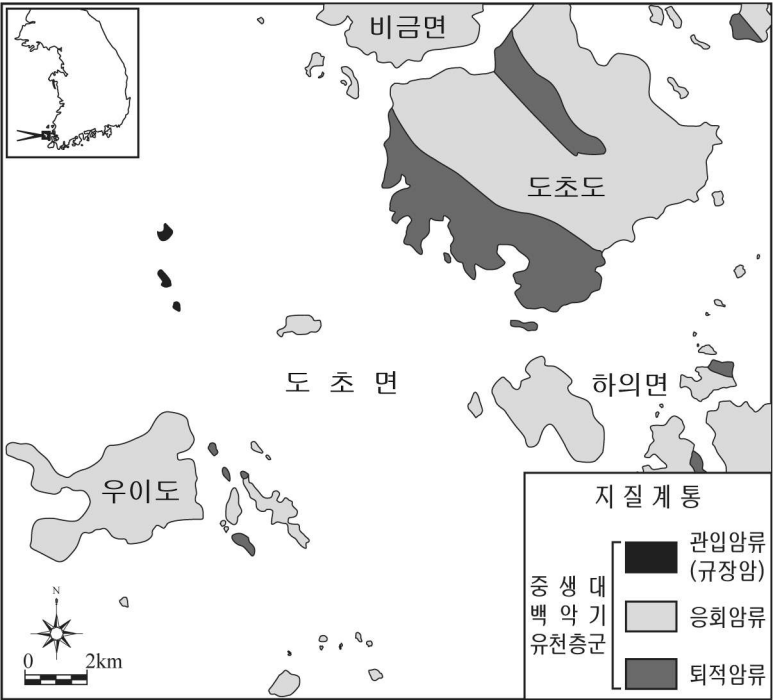 비금면
도초도
도 초 면
하의면
우이도
N
0 2km
지 질 계 통
중 생 대
백 악 기
유천층군
관입암류
(규장암)
응회암류
퇴적암류